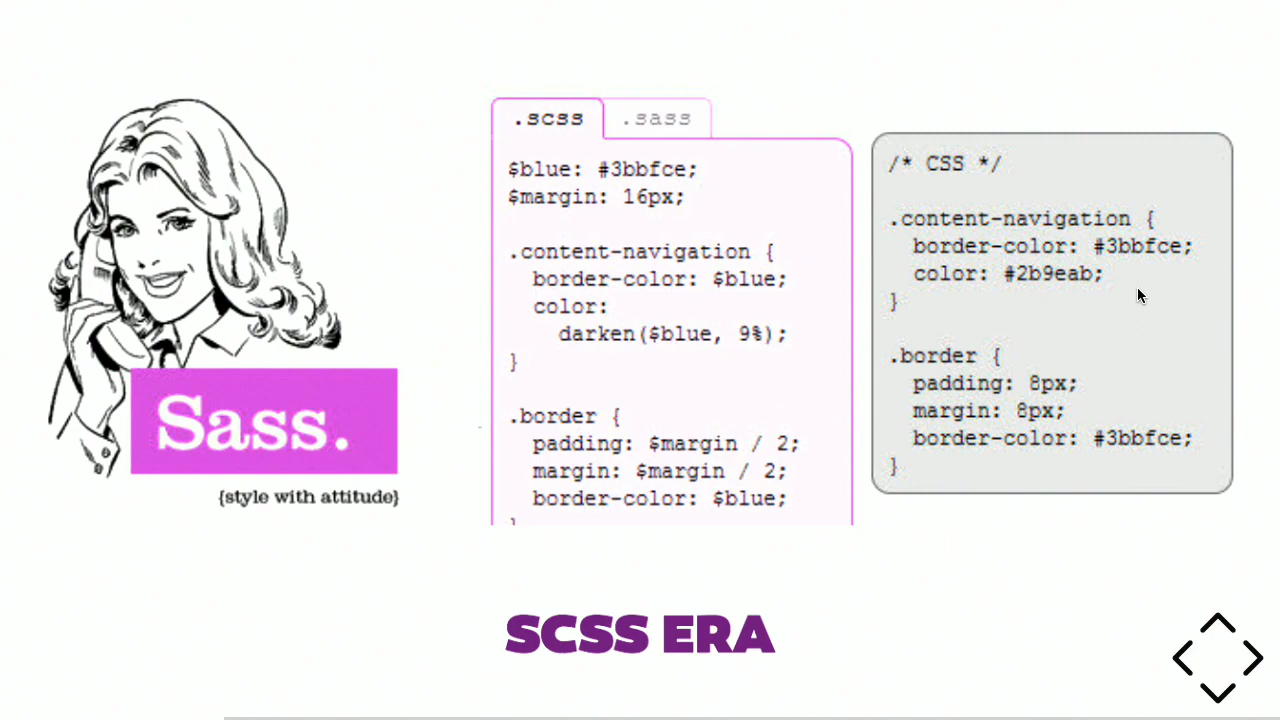 Sass.
{style with attitude}
.scss .sass
$blue: #3bbfce;
$margin: 16px;
.content-navigation {
border-color: $blue;
color:
darken($blue, 9%);
}
.border {
padding: $margin / 2;
margin: $margin / 2;
border-color: $blue;
}
/* CSS */
.content-navigation {
border-color: #3bbfce;
color: #2b9eab;
}
.border {
padding: 8px;
margin: 8px;
border-color: #3bbfce;
}
SCSS ERA